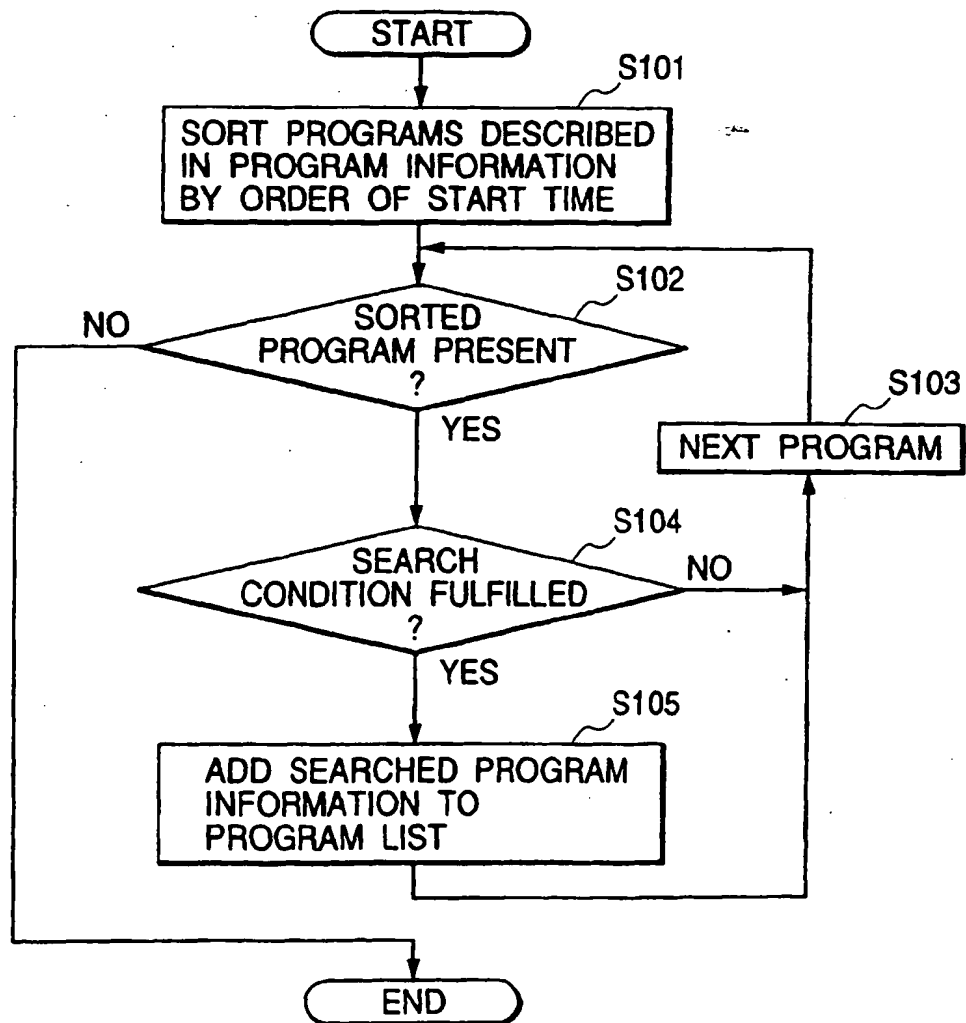 START
S101
SORT PROGRAMS DESCRIBED
IN PROGRAM INFORMATION
BY ORDER OF START TIME
S102
NO
SORTED
PROGRAM PRESENT
?
YES
S103
NEXT PROGRAM
S104
SEARCH
CONDITION FULFILLED
?
NO
YES
S105
ADD SEARCHED PROGRAM
INFORMATION TO
PROGRAM LIST
END